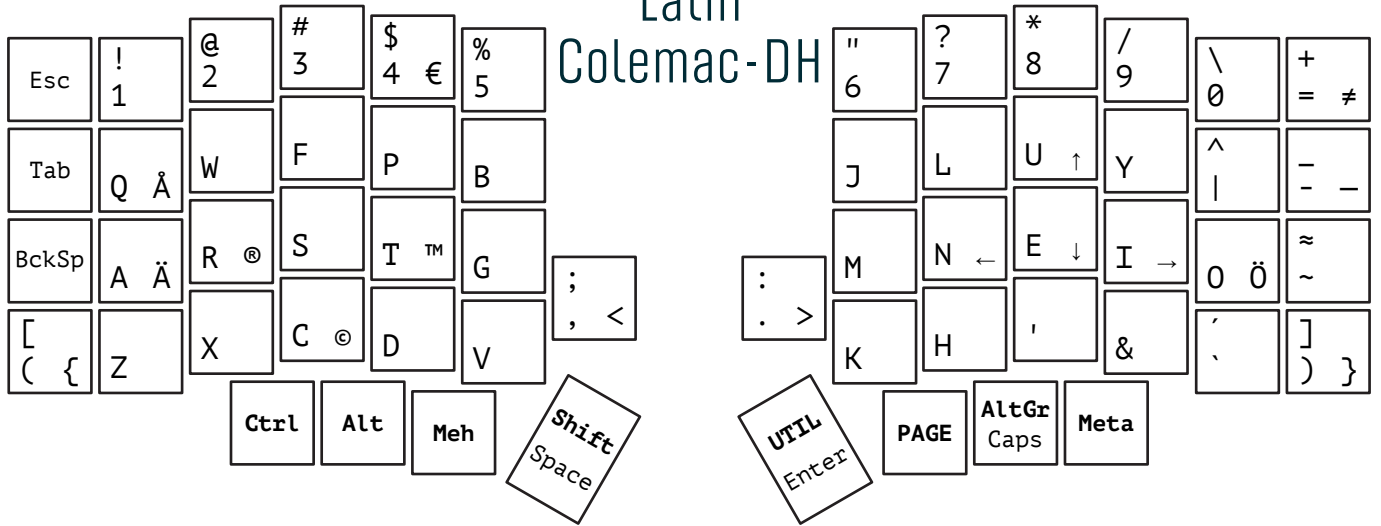 Latin
Colemac-DH
Esc
!
1
@
2
#
3
$
4 €
%
5
"
6
?
7
*
8
/
9
\
0
+
= ≠
Tab
Q Å
W
F
P
B
J
L
U ↑
Y
^
|
_
- —
BckSp
A Ä
R ®
S
T ™
G
;
, <
:
. >
M
N ←
E ↓
I →
O Ö
≈
~
[
( {
Z
X
C ©
D
V
K
H
'
&
´
`
]
) }
Ctrl
Alt
Meh
Shift
Space
UTIL
Enter
PAGE
AltGr
Caps
Meta